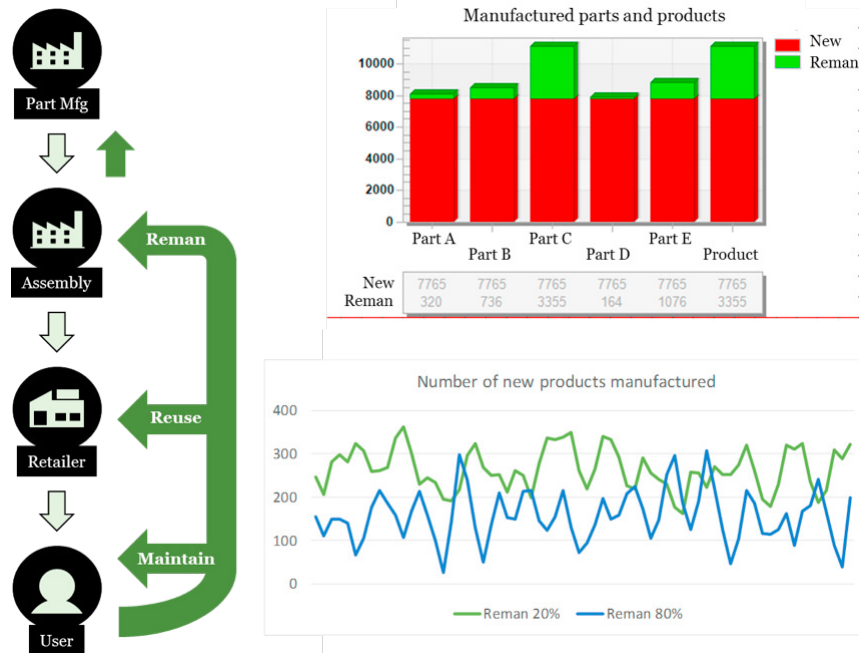 Part Mfg
Assembly
Retailer
User
Reman
Reuse
Maintain
Manufactured parts and products
New
Reman
10000
8000
6000
4000
2000
0
Part A
Part B
Part C
Part D
Part E
Product
New 7765 7765 7765 7765 7765 7765
Reman 320 736 3355 164 1076 3355
Number of new products manufactured
400
300
200
100
0
Reman 20% Reman 80%